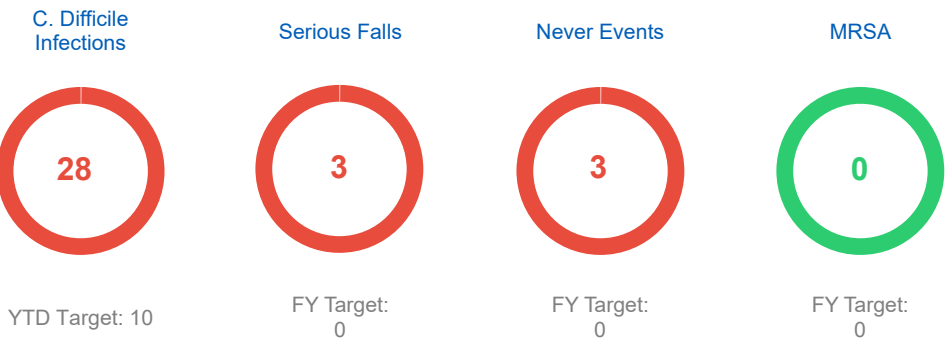 C. Difficile
Infections
Serious Falls
Never Events
MRSA
28
3
3
0
YTD Target: 10
FY Target:
0
FY Target:
0
FY Target:
0